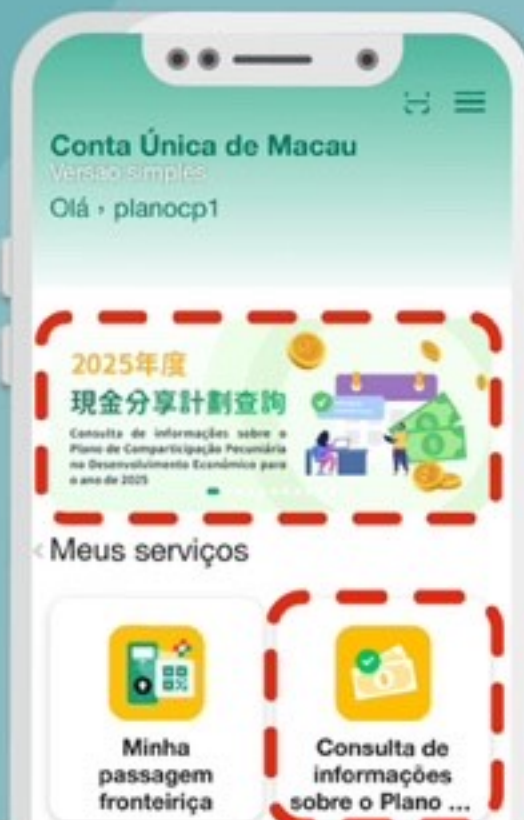 Conta Única de Macau
Versão simples
Olá，planocp1
2025年度
現金分享計劃查詢
Consulta de informações sobre o
Plano de Comparticipação Pecuniária
no Desenvolvimento Económico para
o ano de 2025
Meus serviços
Minha
passagem
fronteiriça
Consulta de
informações
sobre o Plano ...